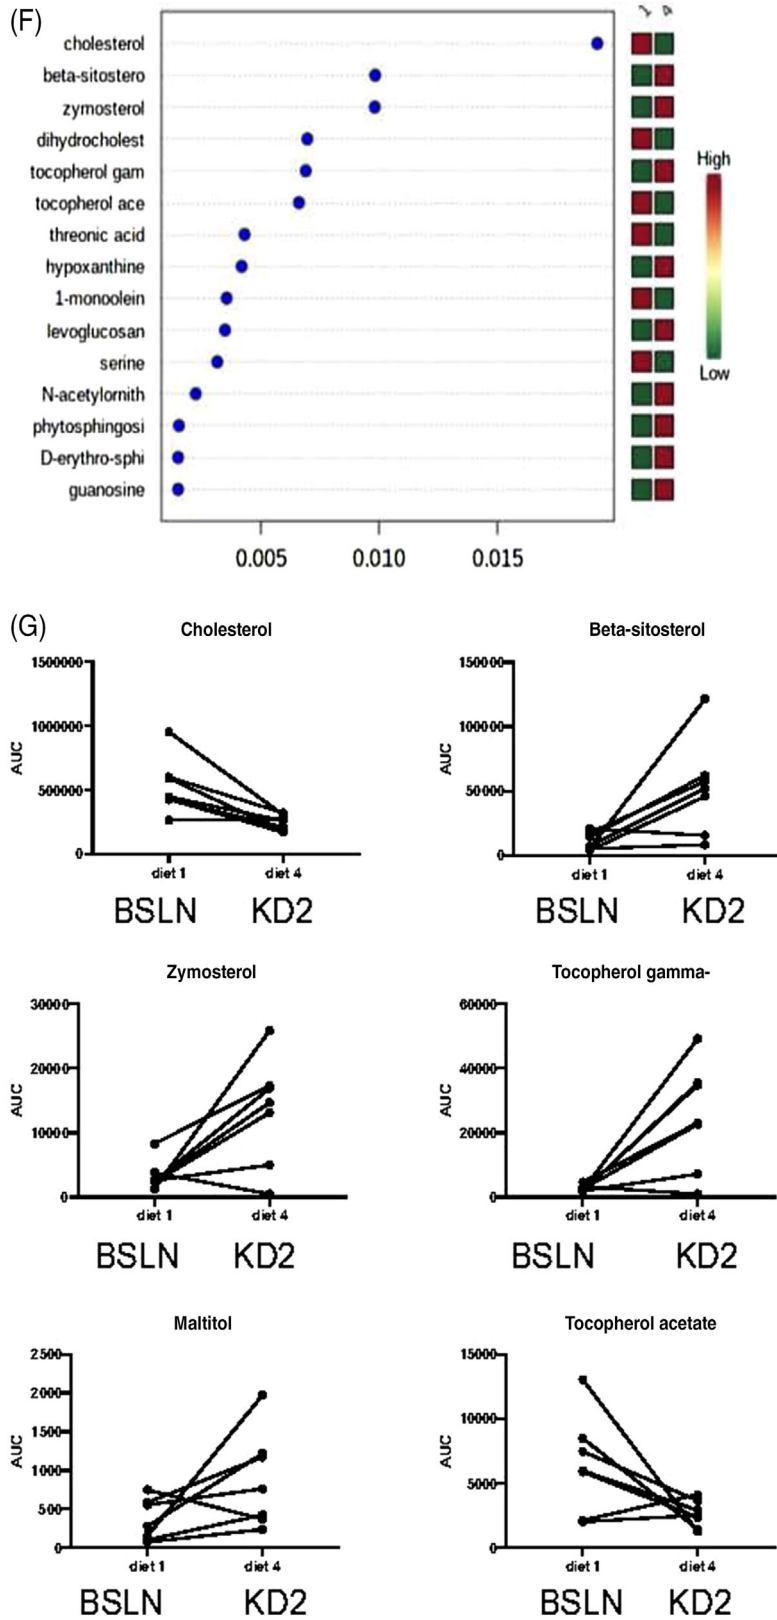 (F)
1 4
cholesterol
beta-sitostero
zymosterol
dihydrocholest
tocopherol gam
tocopherol ace
threonic acid
hypoxanthine
1-monoolein
levoglucosan
serine
N-acetylornith
phytosphingosi
D-erythro-sphi
guanosine
High
Low
0.005 0.010 0.015
(G)
Cholesterol
AUC
1500000
1000000
500000
0
diet 1 diet 4
BSLN KD2
Beta-sitosterol
AUC
150000
100000
50000
0
diet 1 diet 4
BSLN KD2
Zymosterol
AUC
30000
20000
10000
0
diet 1 diet 4
BSLN KD2
Tocopherol gamma-
AUC
60000
40000
20000
0
diet 1 diet 4
BSLN KD2
Maltitol
AUC
2500
2000
1500
1000
500
0
diet 1 diet 4
BSLN KD2
Tocopherol acetate
AUC
15000
10000
5000
0
diet 1 diet 4
BSLN KD2